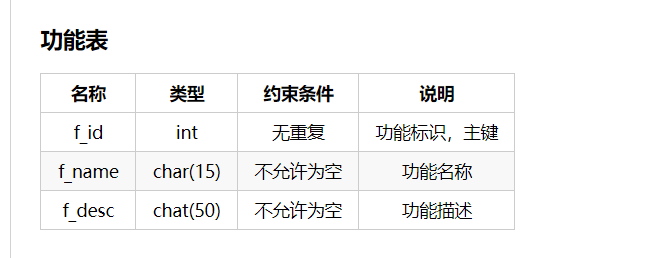 功能表
名称 类型 约束条件 说明
f_id int 无重复 功能标识，主键
f_name char(15) 不允许为空 功能名称
f_desc chat(50) 不允许为空 功能描述